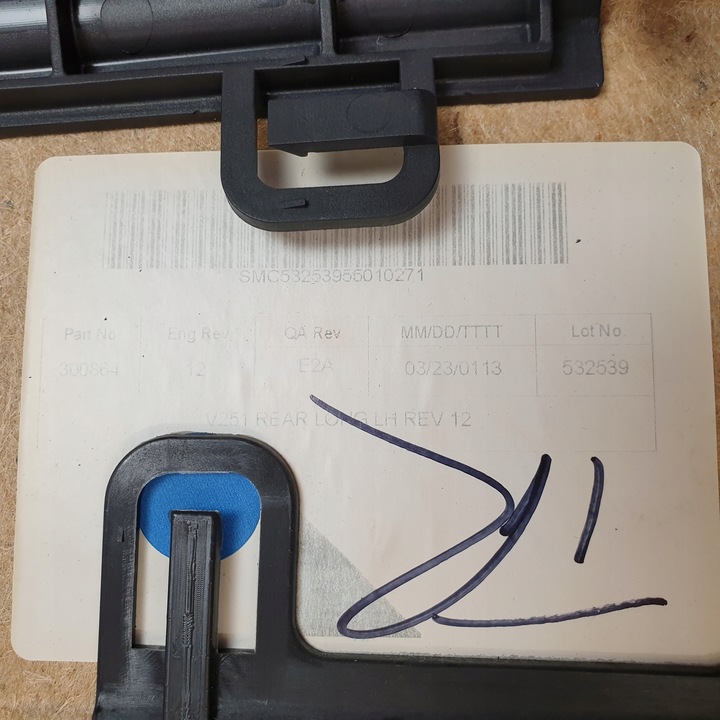 SMC53253956010271
Part No Eng Rev QA Rev MM/DD/TTTT Lot No.
300864 12 E2A 03/23/0113 532539
V251 REAR LONG LH REV 12